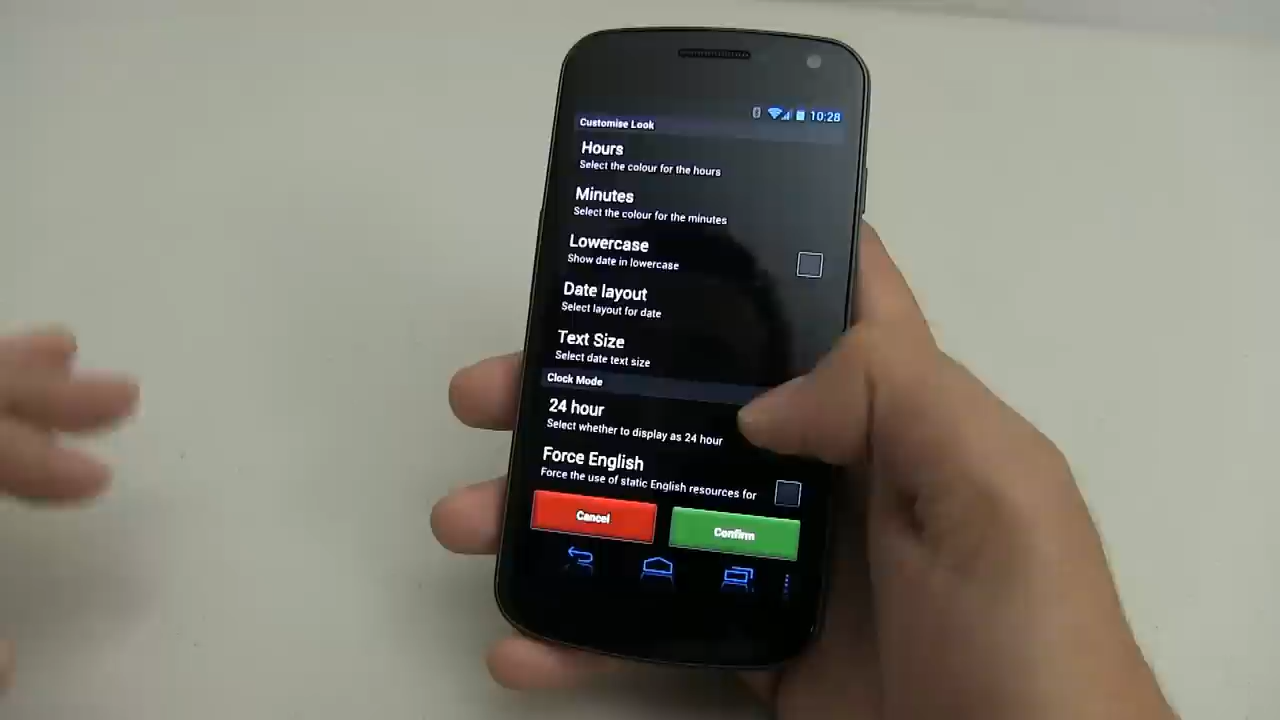 10:28
Customise Look
Hours
Select the colour for the hours
Minutes
Select the colour for the minutes
Lowercase
Show date in lowercase
Date layout
Select layout for date
Text Size
Select date text size
Clock Mode
24 hour
Select whether to display as 24 hour
Force English
Force the use of static English resources for
Cancel
Confirm